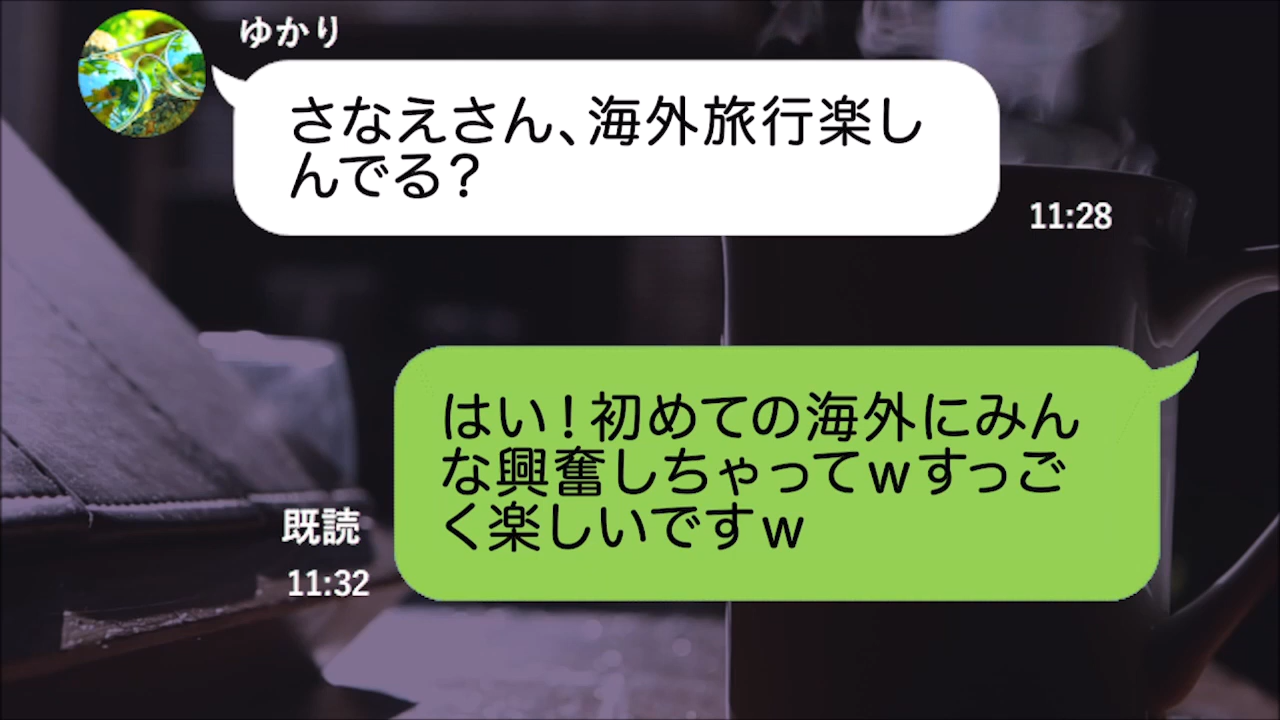 ゆかり
さなえさん、海外旅行楽し
んでる？
11:28
はい！初めての海外にみん
な興奮しちゃってｗすっご
く楽しいですｗ
既読
11:32